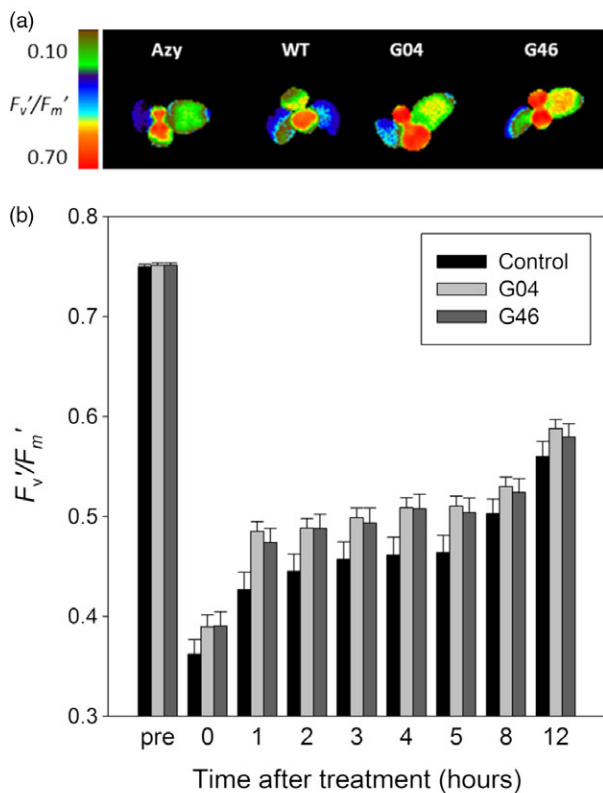 (a)
0.10
Fv'/Fm'
0.70
Azy WT G04 G46
(b)
0.8
0.7
0.6
0.5
0.4
0.3
Fv'/Fm'
Control
G04
G46
pre 0 1 2 3 4 5 8 12
Time after treatment (hours)